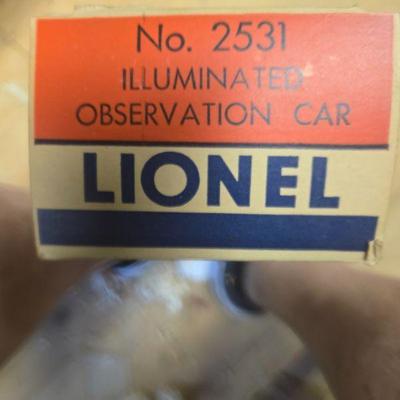 No. 2531
ILLUMINATED
OBSERVATION CAR
LIONEL